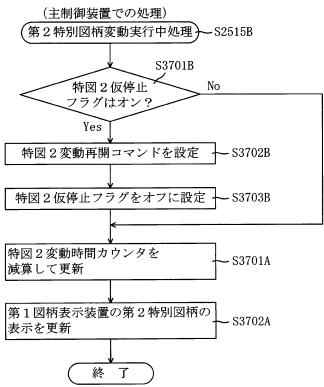 (主制御装置での処理)
第2特別図柄変動実行中処理
S2515B
S3701B
特図2仮停止
フラグはオン?
No
Yes
特図2変動再開コマンドを設定
S3702B
特図2仮停止フラグをオフに設定
S3703B
特図2変動時間カウンタを
減算して更新
S3701A
第1図柄表示装置の第2特別図柄の
表示を更新
S3702A
終 了